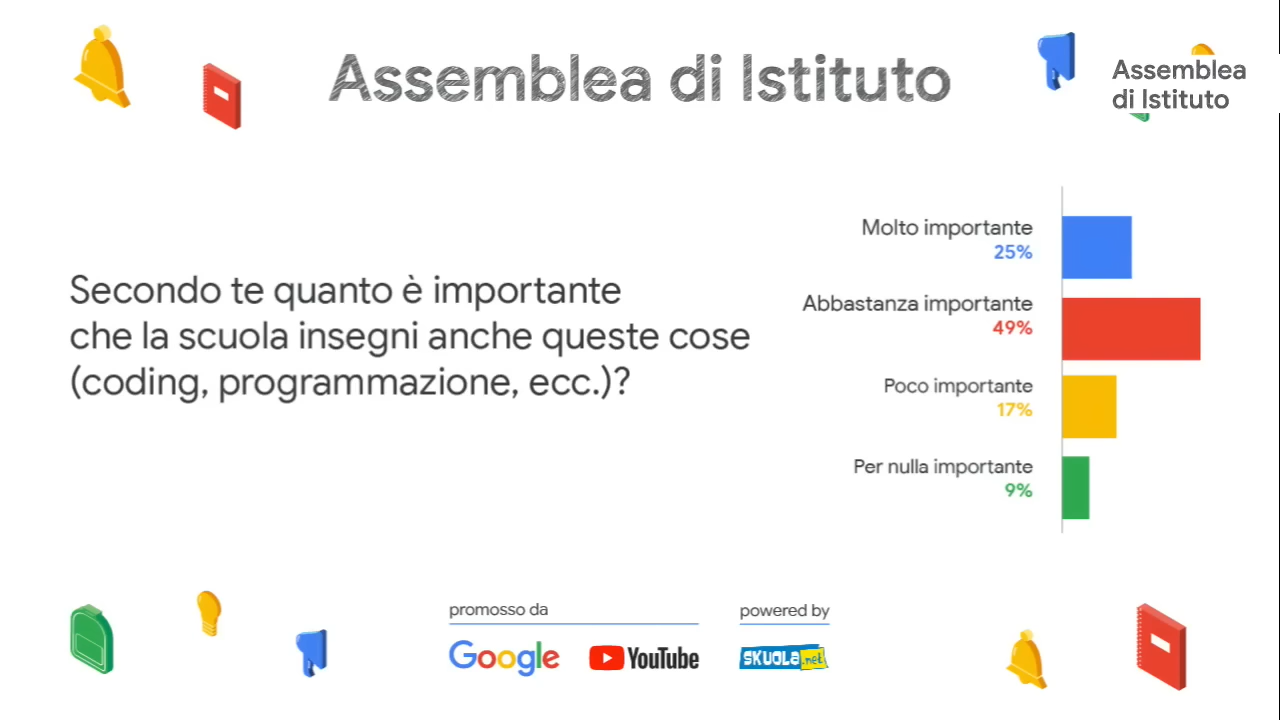 Assemblea di Istituto
Assemblea
di Istituto
Secondo te quanto è importante
che la scuola insegni anche queste cose
(coding, programmazione, ecc.)?
Molto importante
25%
Abbastanza importante
49%
Poco importante
17%
Per nulla importante
9%
promosso da
Google
YouTube
powered by
SKUOLA.net